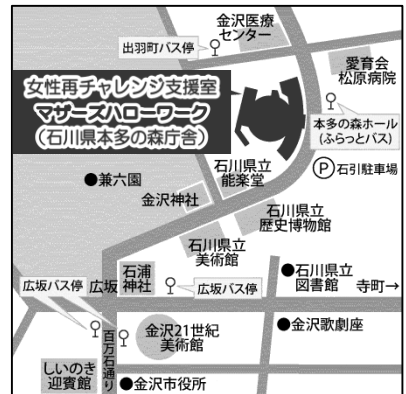 金沢医療
センター
出羽町バス停
愛育会
松原病院
女性再チャレンジ支援室
マザーズハローワーク
(石川県本多の森庁舎)
本多の森ホール
(ふらっとバス)
石川県立
能楽堂
Ⓟ石引駐車場
●兼六園
金沢神社
石川県立
歴史博物館
石川県立
美術館
石浦
神社
広坂バス停
広坂
広坂バス停
●石川県立
図書館
寺町→
百万石通り
金沢21世紀
美術館
●金沢歌劇座
しいのき
迎賓館
●金沢市役所